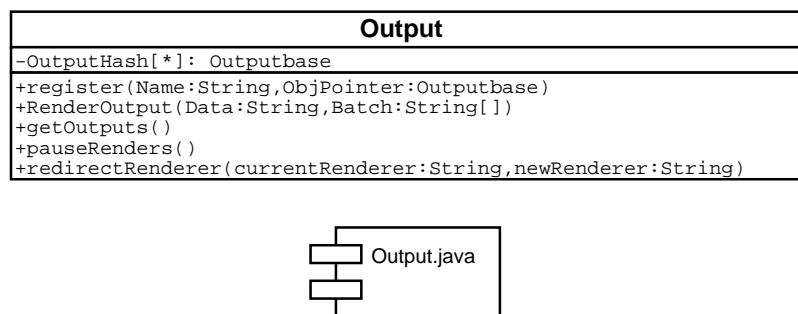 Output
-OutputHash[*]: Outputbase
+register(Name:String,ObjPointer:Outputbase)
+RenderOutput(Data:String,Batch:String[])
+getOutputs()
+pauseRenders()
+redirectRenderer(currentRenderer:String,newRenderer:String)
Output.java